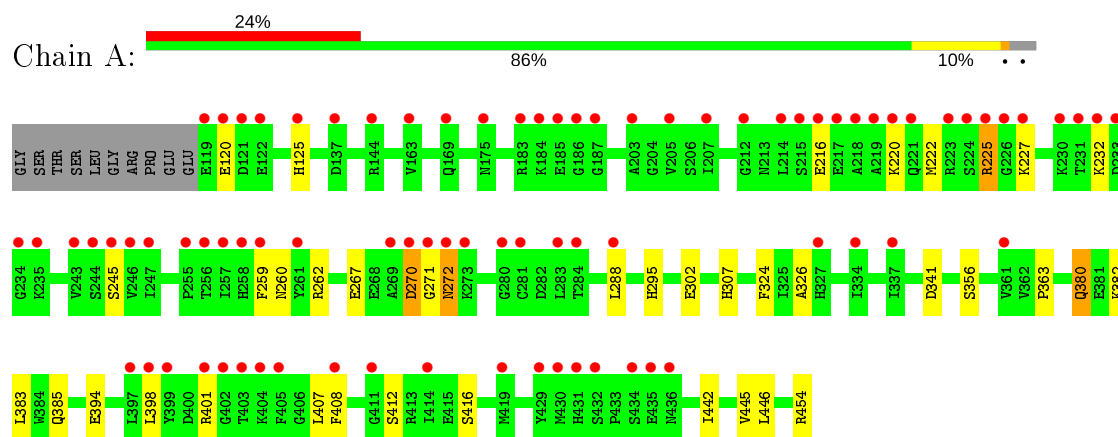 24%
Chain A:
86%
10%
GLY SER THR SER LEU GLY ARG PRO GLU GLU E119 E120 D121 E122 H125 D137 R144 V163 Q169 N175 R183 K184 E185 G186 G187 A203 G204 V205 S206 I207 G212 N213 L214 S215 E216 E217 A218 A219 K220 Q221 M222 R223 S224 R225 G226 K227 K230 T231 K232 D233
G234 K235 V243 S244 S245 V246 I247 P255 T256 I257 H258 F259 N260 Y261 R262 E267 E268 A269 D270 G271 N272 K273 G280 C281 D282 L283 T284 L288 H295 E302 H307 F324 I325 A326 H327 I334 I337 D341 S356 V361 V362 P363 Q380 E381 K382
L383 W384 Q385 E394 L397 L398 Y399 D400 R401 G402 T403 K404 F405 G406 L407 F408 G411 S412 R413 I414 E415 S416 M419 Y429 M430 H431 S432 P433 S434 E435 N436 I442 V445 L446 R454